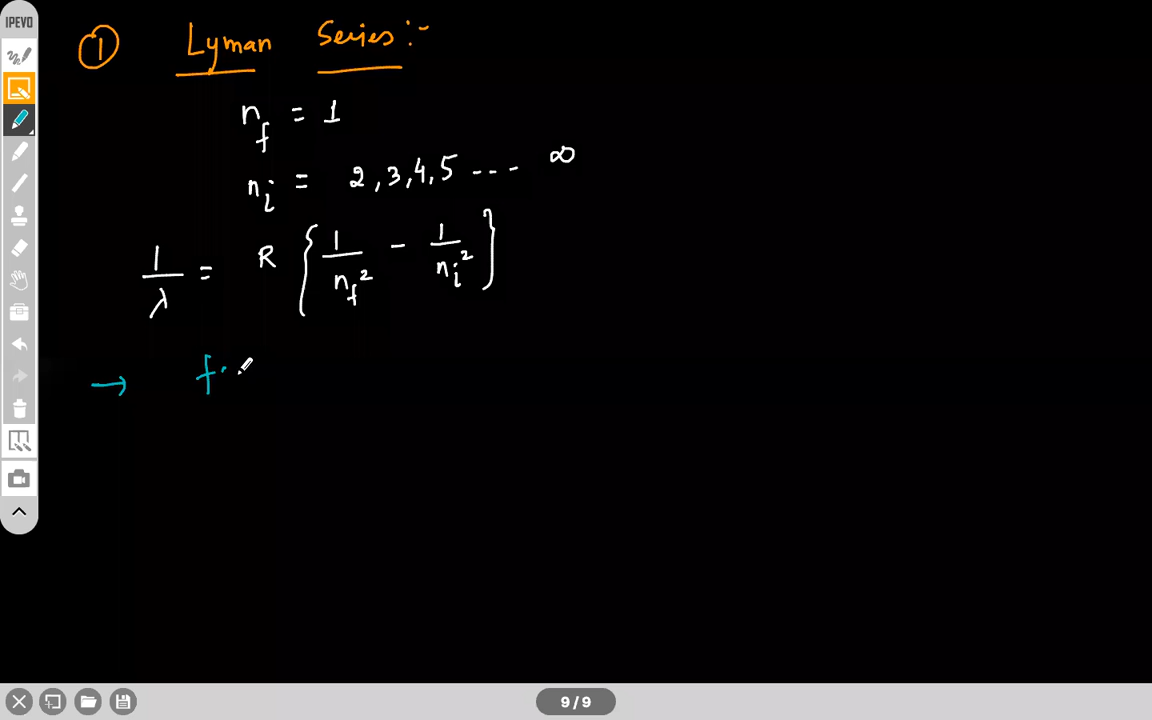 IPEVO
① Lyman Series :-
n_f = 1
n_i = 2, 3, 4, 5 --- ∞
1/λ = R { 1/n_f² - 1/n_i² }
→ f.
9 / 9